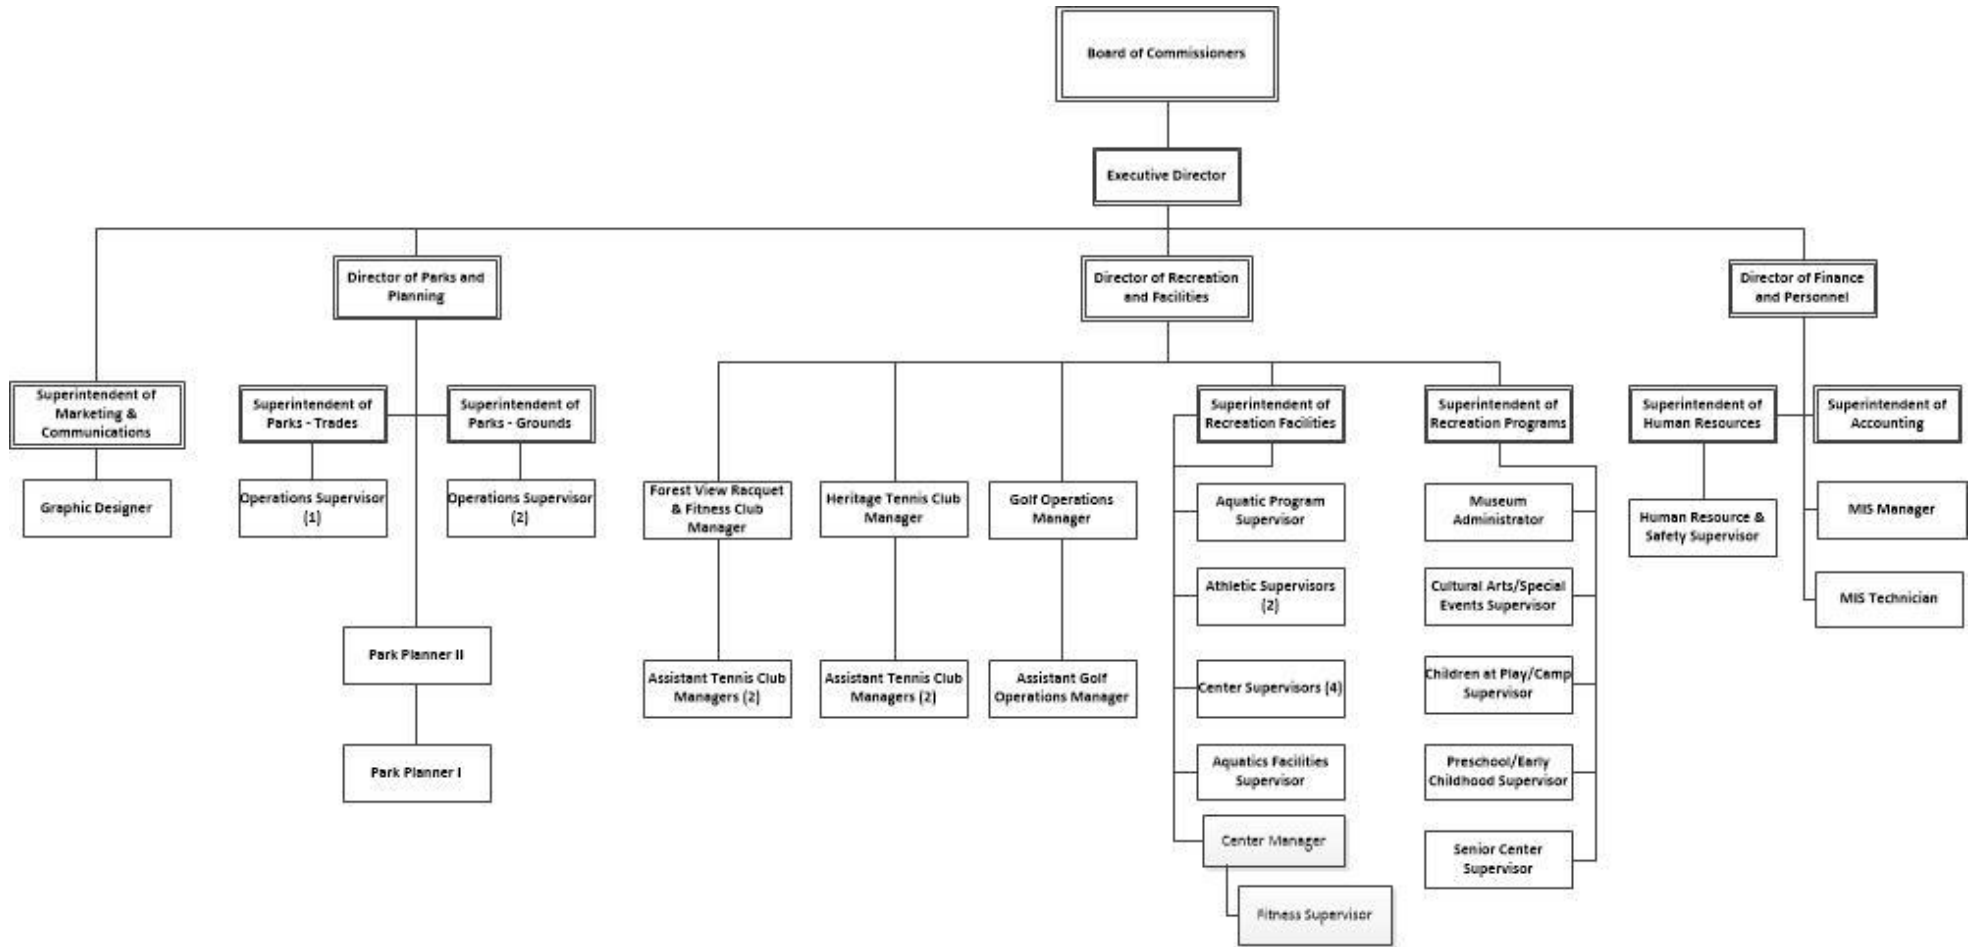 Board of Commissioners
Executive Director
Director of Parks and
Planning
Director of Recreation
and Facilities
Director of Finance
and Personnel
Superintendent of
Marketing &
Communications
Superintendent of
Parks - Trades
Superintendent of
Parks - Grounds
Superintendent of
Recreation Facilities
Superintendent of
Recreation Programs
Superintendent of
Human Resources
Superintendent of
Accounting
Graphic Designer
Operations Supervisor
(1)
Operations Supervisor
(2)
Forest View Racquet
& Fitness Club
Manager
Heritage Tennis Club
Manager
Golf Operations
Manager
Aquatic Program
Supervisor
Museum
Administrator
Human Resource &
Safety Supervisor
MIS Manager
Athletic Supervisors
(2)
Cultural Arts/Special
Events Supervisor
MIS Technician
Park Planner II
Assistant Tennis Club
Managers (2)
Assistant Tennis Club
Managers (2)
Assistant Golf
Operations Manager
Center Supervisors (4)
Children at Play/Camp
Supervisor
Park Planner I
Aquatics Facilities
Supervisor
Preschool/Early
Childhood Supervisor
Center Manager
Senior Center
Supervisor
Fitness Supervisor